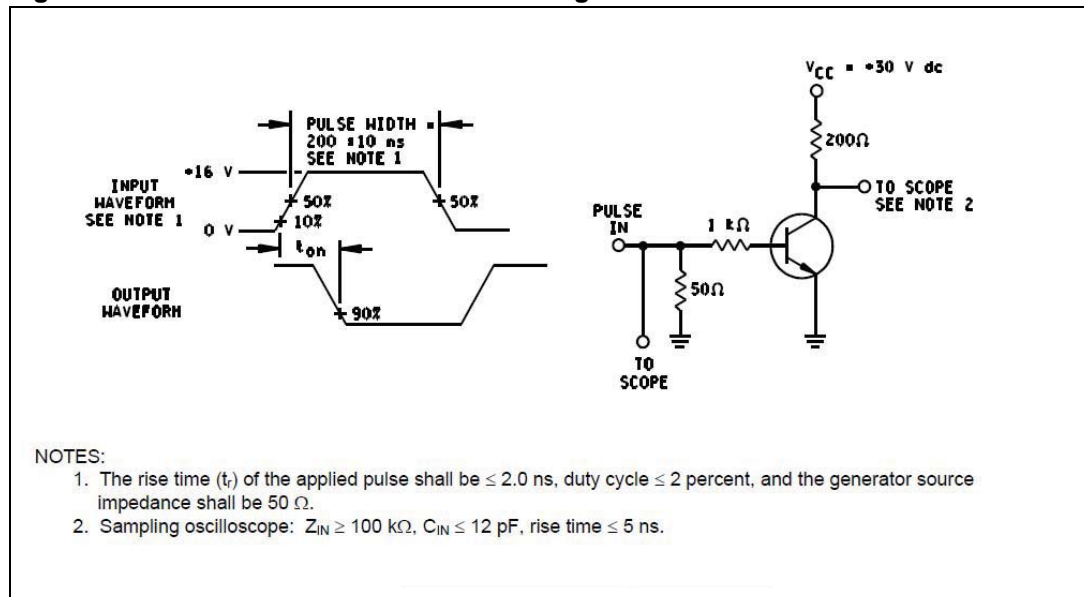 PULSE WIDTH =
200 ±10 ns
SEE NOTE 1
+16 V
INPUT
WAVEFORM
SEE NOTE 1
50%
10%
0 V
50%
ton
OUTPUT
WAVEFORM
90%
VCC = +30 V dc
200Ω
TO SCOPE
SEE NOTE 2
PULSE
IN
1 kΩ
50Ω
TO
SCOPE
NOTES:
1. The rise time (tr) of the applied pulse shall be ≤ 2.0 ns, duty cycle ≤ 2 percent, and the generator source
impedance shall be 50 Ω.
2. Sampling oscilloscope: ZIN ≥ 100 kΩ, CIN ≤ 12 pF, rise time ≤ 5 ns.